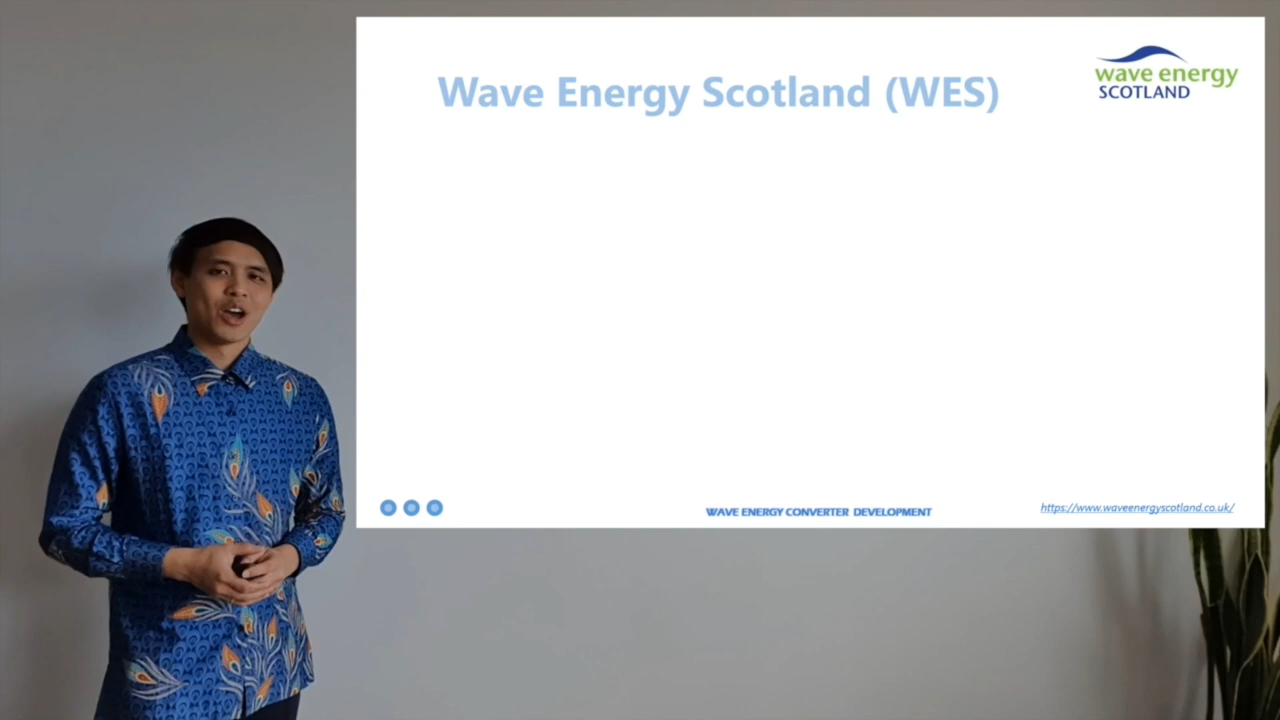 Wave Energy Scotland (WES)
wave energy
SCOTLAND
WAVE ENERGY CONVERTER DEVELOPMENT
https://www.waveenergyscotland.co.uk/